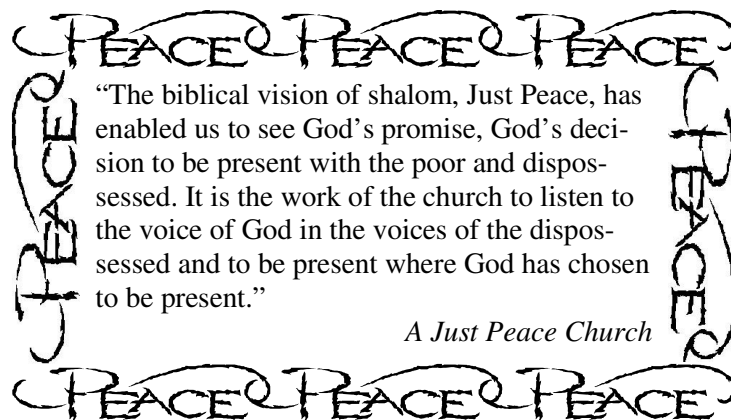 PEACE PEACE PEACE
PEACE
PEACE
“The biblical vision of shalom, Just Peace, has
enabled us to see God’s promise, God’s deci-
sion to be present with the poor and dispos-
sessed. It is the work of the church to listen to
the voice of God in the voices of the dispos-
sessed and to be present where God has chosen
to be present.”
A Just Peace Church
PEACE PEACE PEACE